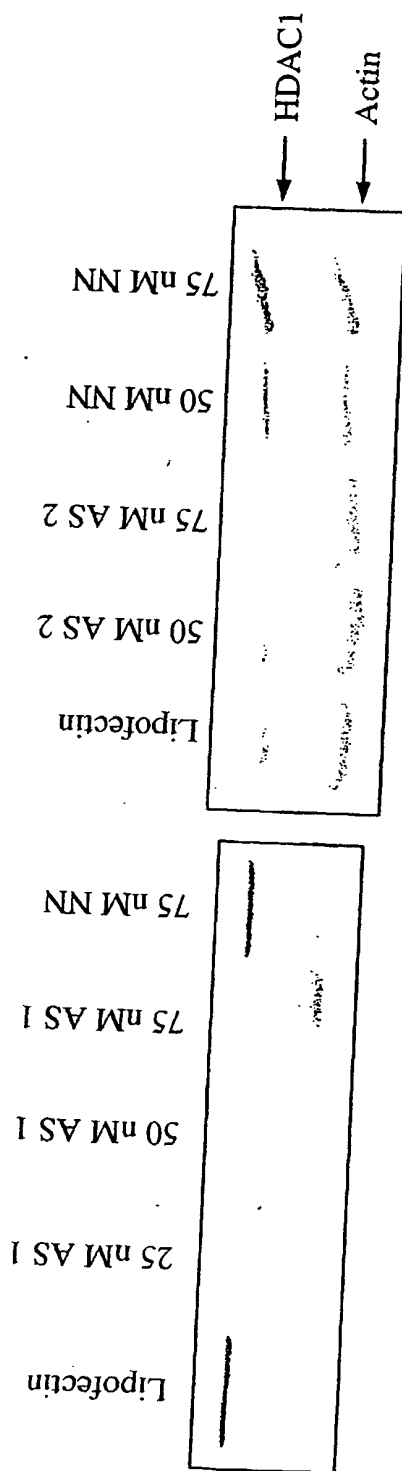 Lipofectin
25 nM AS 1
50 nM AS 1
75 nM AS 1
75 nM NN
Lipofectin
50 nM AS 2
75 nM AS 2
50 nM NN
75 nM NN
HDAC1
Actin